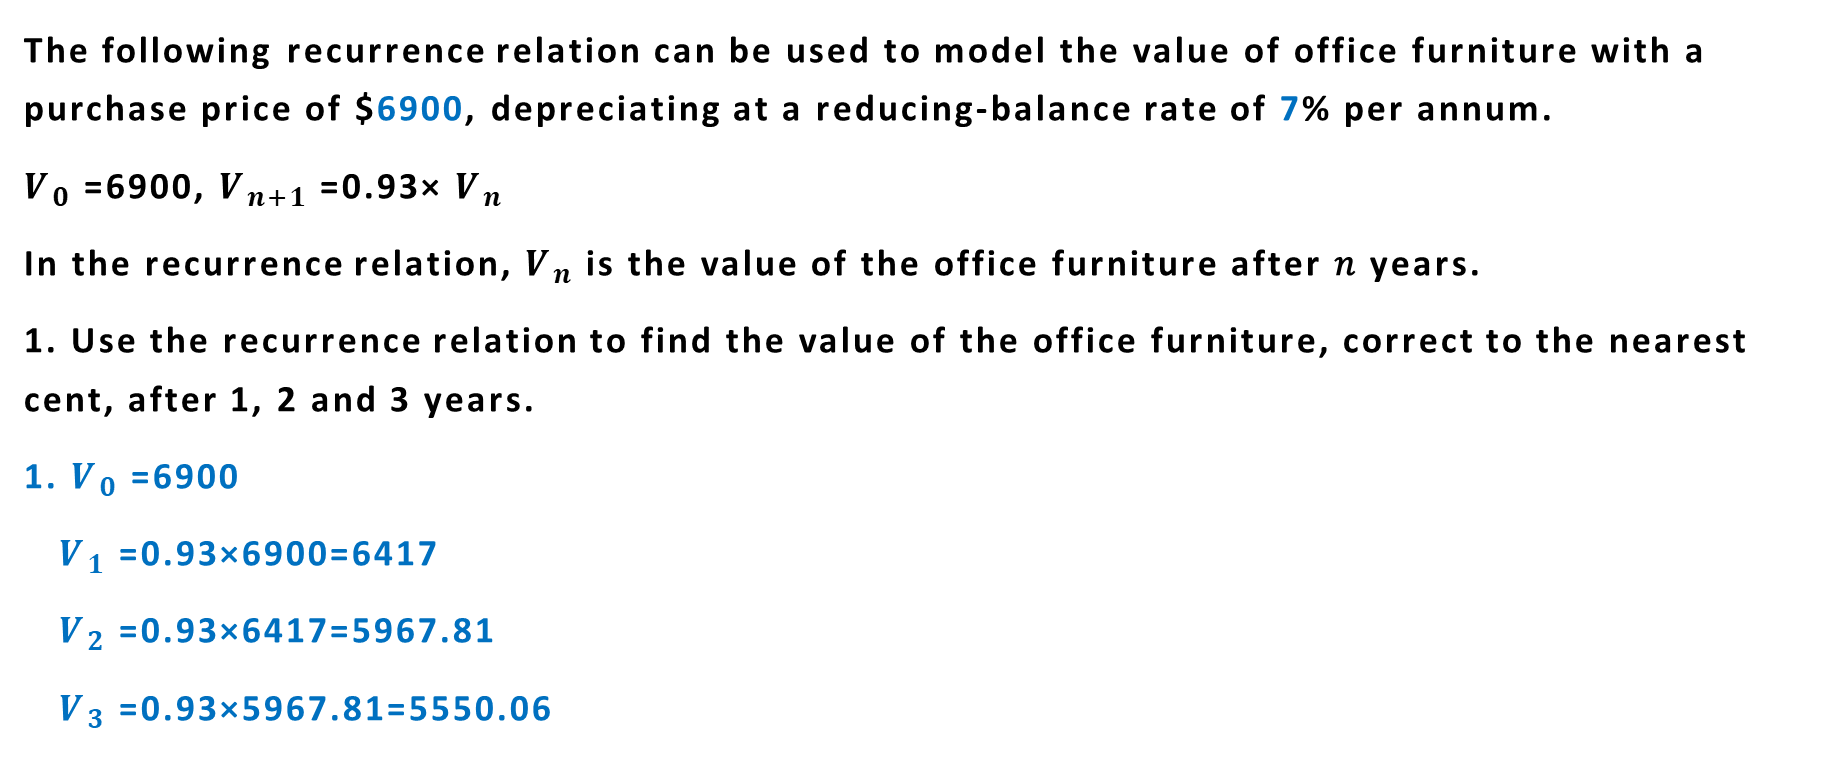 The following recurrence relation can be used to model the value of office furniture with a
purchase price of $6900, depreciating at a reducing-balance rate of 7% per annum.
V₀ =6900, Vₙ₊₁ =0.93× Vₙ
In the recurrence relation, Vₙ is the value of the office furniture after n years.
1. Use the recurrence relation to find the value of the office furniture, correct to the nearest
cent, after 1, 2 and 3 years.
1. V₀ =6900
V₁ =0.93×6900=6417
V₂ =0.93×6417=5967.81
V₃ =0.93×5967.81=5550.06